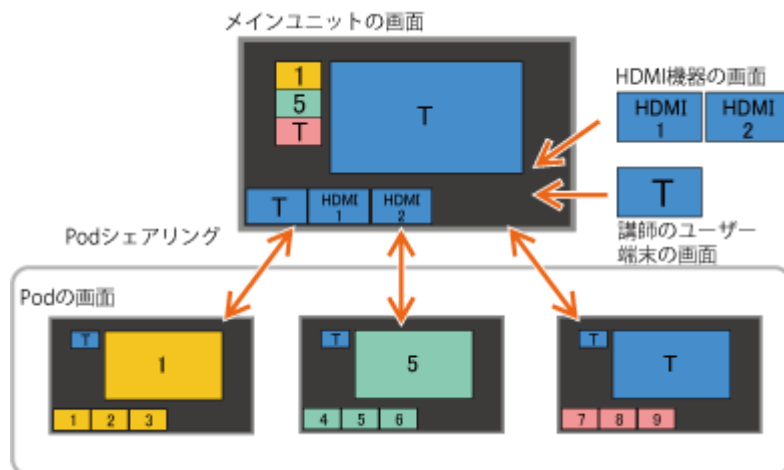 メインユニットの画面
1
5
T
T
T
HDMI
1
HDMI
2
HDMI機器の画面
HDMI
1
HDMI
2
T
講師のユーザー
端末の画面
Podシェアリング
Podの画面
T
1
1 2 3
T
5
4 5 6
T
T
7 8 9